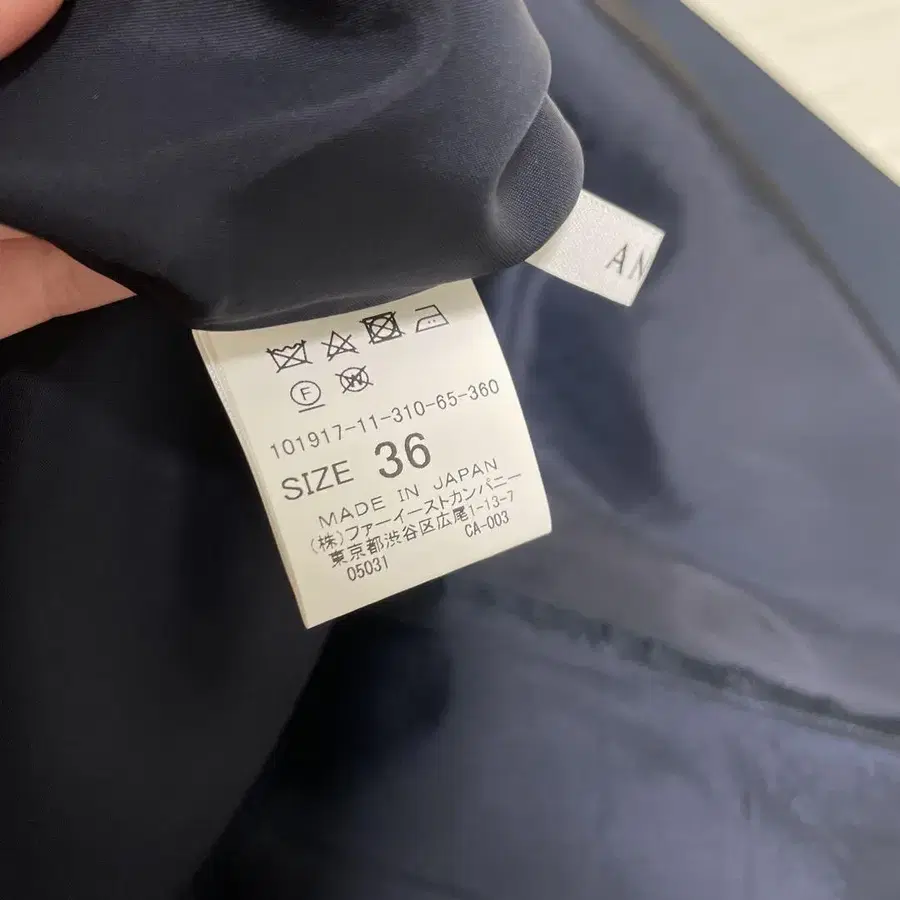 AN
F
W
101917-11-310-65-360
SIZE 36
MADE IN JAPAN
(株)ファーイーストカンパニー
東京都渋谷区広尾1-13-7
05031 CA-003